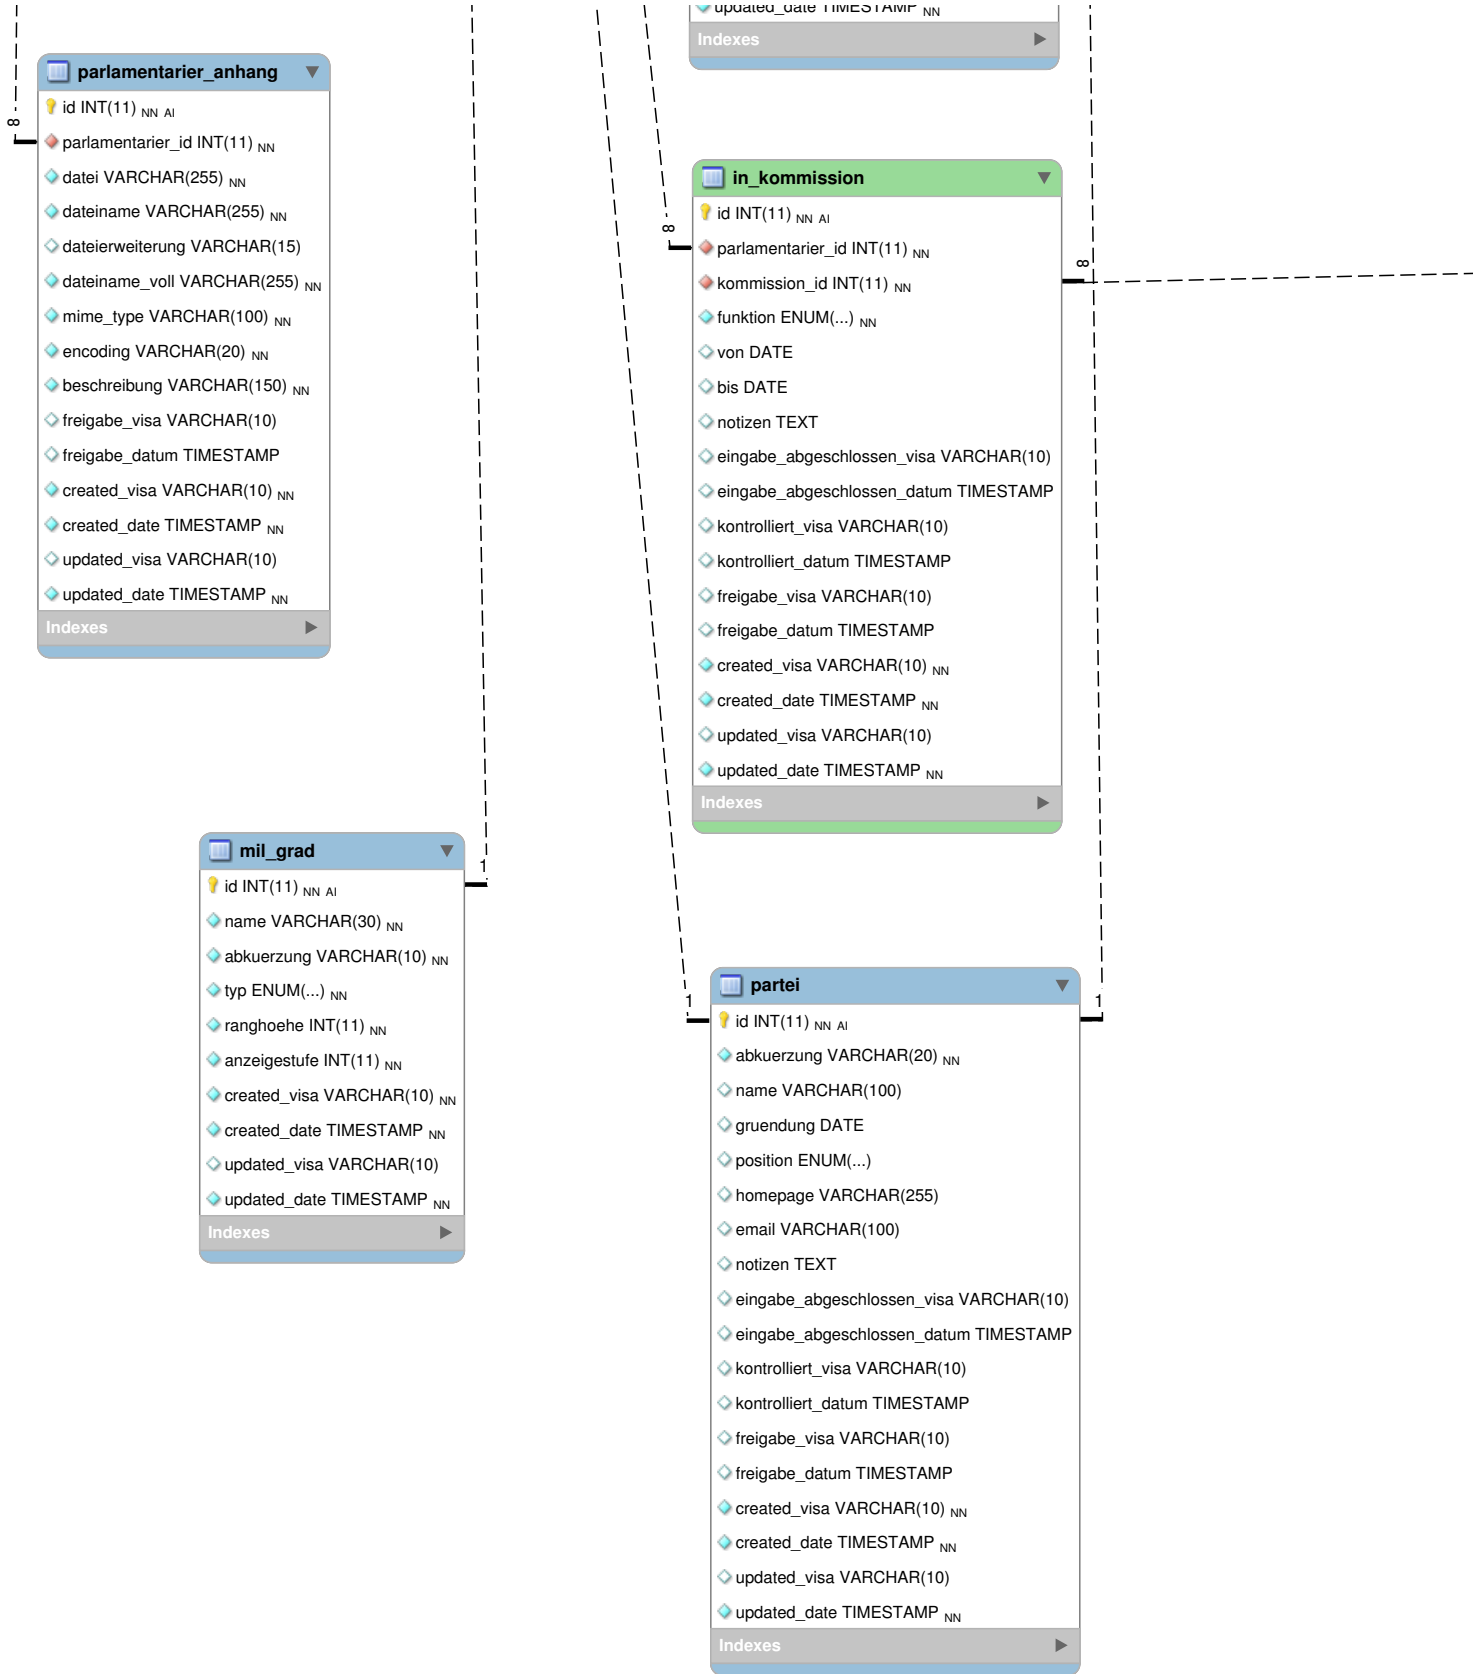 updated_date TIMESTAMP NN
Indexes
parlamentarier_anhang
id INT(11) NN AI
parlamentarier_id INT(11) NN
datei VARCHAR(255) NN
dateiname VARCHAR(255) NN
dateierweiterung VARCHAR(15)
dateiname_voll VARCHAR(255) NN
mime_type VARCHAR(100) NN
encoding VARCHAR(20) NN
beschreibung VARCHAR(150) NN
freigabe_visa VARCHAR(10)
freigabe_datum TIMESTAMP
created_visa VARCHAR(10) NN
created_date TIMESTAMP NN
updated_visa VARCHAR(10)
updated_date TIMESTAMP NN
Indexes
∞
in_kommission
id INT(11) NN AI
parlamentarier_id INT(11) NN
kommission_id INT(11) NN
funktion ENUM(...) NN
von DATE
bis DATE
notizen TEXT
eingabe_abgeschlossen_visa VARCHAR(10)
eingabe_abgeschlossen_datum TIMESTAMP
kontrolliert_visa VARCHAR(10)
kontrolliert_datum TIMESTAMP
freigabe_visa VARCHAR(10)
freigabe_datum TIMESTAMP
created_visa VARCHAR(10) NN
created_date TIMESTAMP NN
updated_visa VARCHAR(10)
updated_date TIMESTAMP NN
Indexes
∞
∞
mil_grad
id INT(11) NN AI
name VARCHAR(30) NN
abkuerzung VARCHAR(10) NN
typ ENUM(...) NN
ranghoehe INT(11) NN
anzeigestufe INT(11) NN
created_visa VARCHAR(10) NN
created_date TIMESTAMP NN
updated_visa VARCHAR(10)
updated_date TIMESTAMP NN
Indexes
1
partei
id INT(11) NN AI
abkuerzung VARCHAR(20) NN
name VARCHAR(100)
gruendung DATE
position ENUM(...)
homepage VARCHAR(255)
email VARCHAR(100)
notizen TEXT
eingabe_abgeschlossen_visa VARCHAR(10)
eingabe_abgeschlossen_datum TIMESTAMP
kontrolliert_visa VARCHAR(10)
kontrolliert_datum TIMESTAMP
freigabe_visa VARCHAR(10)
freigabe_datum TIMESTAMP
created_visa VARCHAR(10) NN
created_date TIMESTAMP NN
updated_visa VARCHAR(10)
updated_date TIMESTAMP NN
Indexes
1
1